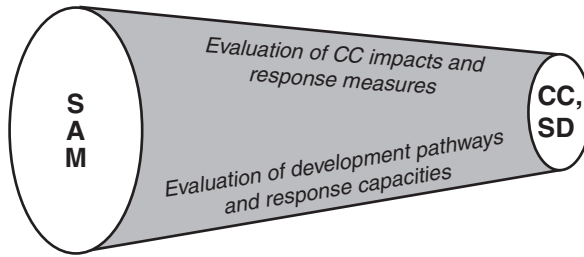 S
A
M
Evaluation of CC impacts and
response measures
CC,
SD
Evaluation of development pathways
and response capacities